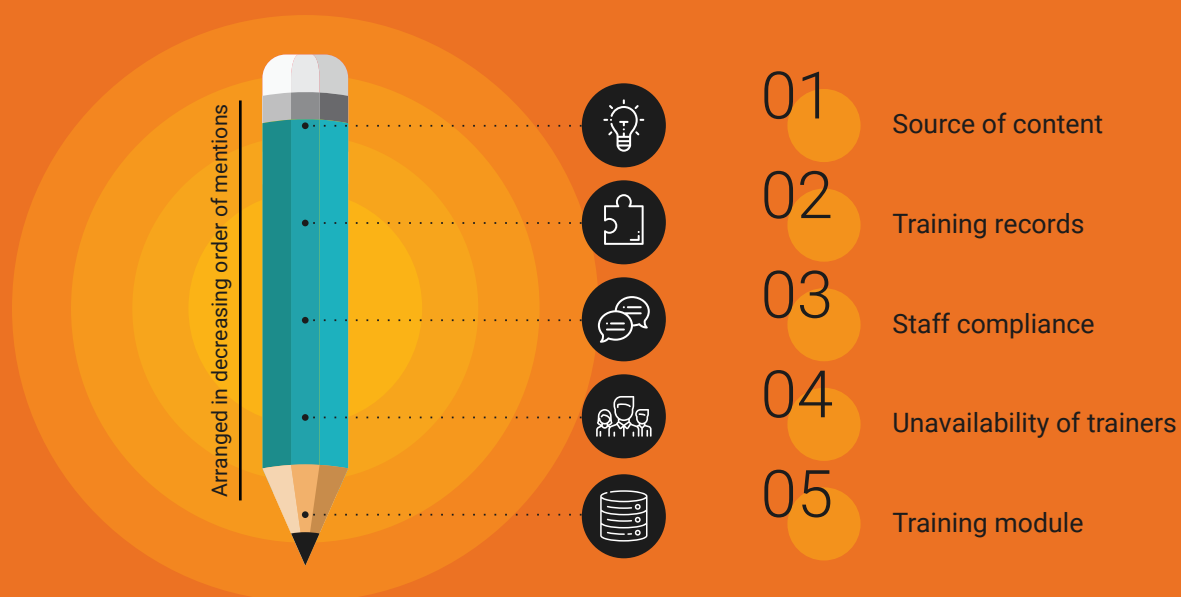 Arranged in decreasing order of mentions
01
Source of content
02
Training records
03
Staff compliance
04
Unavailability of trainers
05
Training module